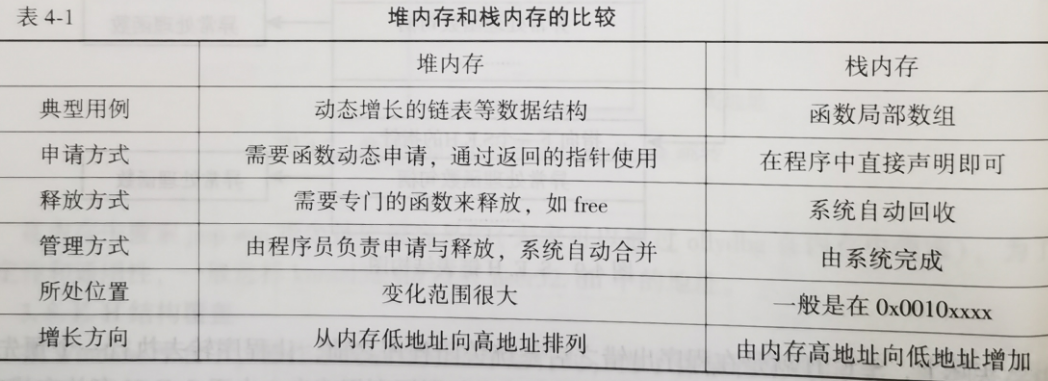 表 4-1 堆内存和栈内存的比较
堆内存 栈内存
典型用例 动态增长的链表等数据结构 函数局部数组
申请方式 需要函数动态申请，通过返回的指针使用 在程序中直接声明即可
释放方式 需要专门的函数来释放，如 free 系统自动回收
管理方式 由程序员负责申请与释放，系统自动合并 由系统完成
所处位置 变化范围很大 一般是在 0x0010xxxx
增长方向 从内存低地址向高地址排列 由内存高地址向低地址增加